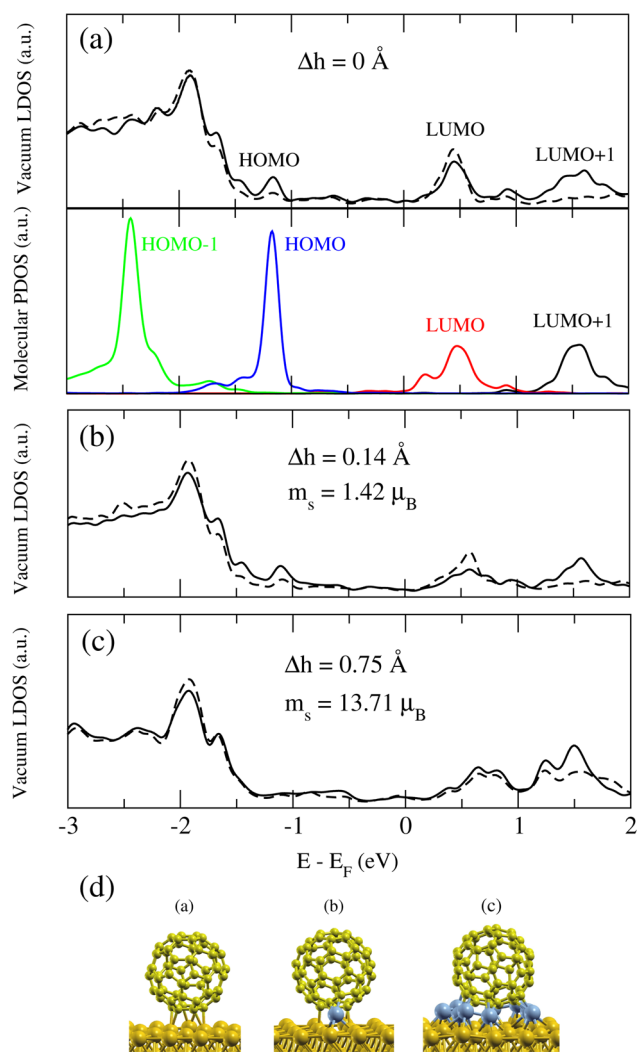 (a)
Δh = 0 Å
Vacuum LDOS (a.u.)
HOMO
LUMO
LUMO+1
Molecular PDOS (a.u.)
HOMO-1
HOMO
LUMO
LUMO+1
(b)
Δh = 0.14 Å
m_s = 1.42 μ_B
Vacuum LDOS (a.u.)
(c)
Δh = 0.75 Å
m_s = 13.71 μ_B
Vacuum LDOS (a.u.)
-3 -2 -1 0 1 2
E - E_F (eV)
(d)
(a) (b) (c)